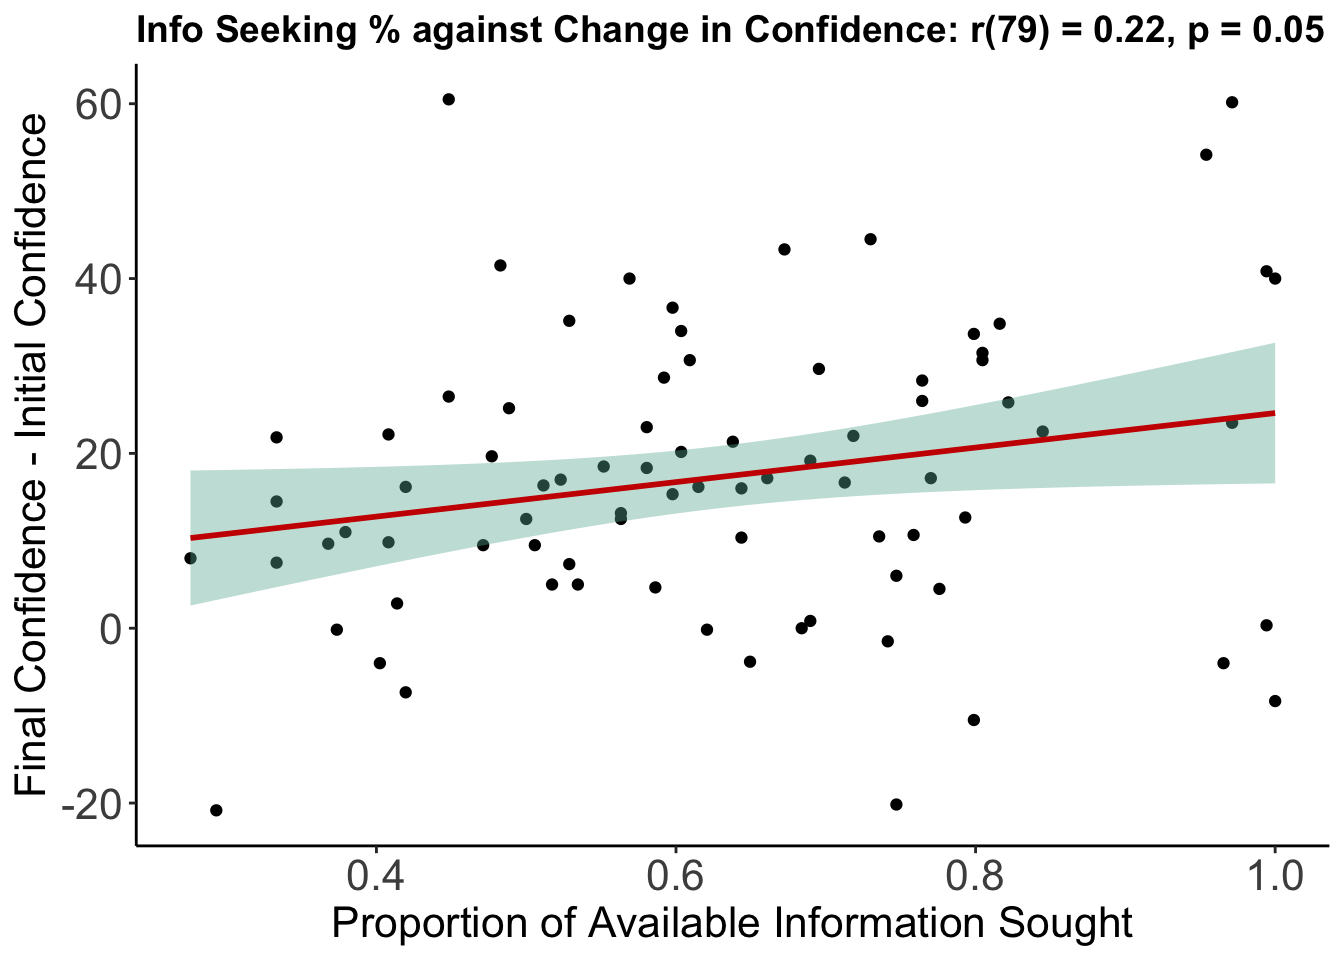 Info Seeking % against Change in Confidence: r(79) = 0.22, p = 0.05
Final Confidence - Initial Confidence
60
40
20
0
-20
0.4 0.6 0.8 1.0
Proportion of Available Information Sought